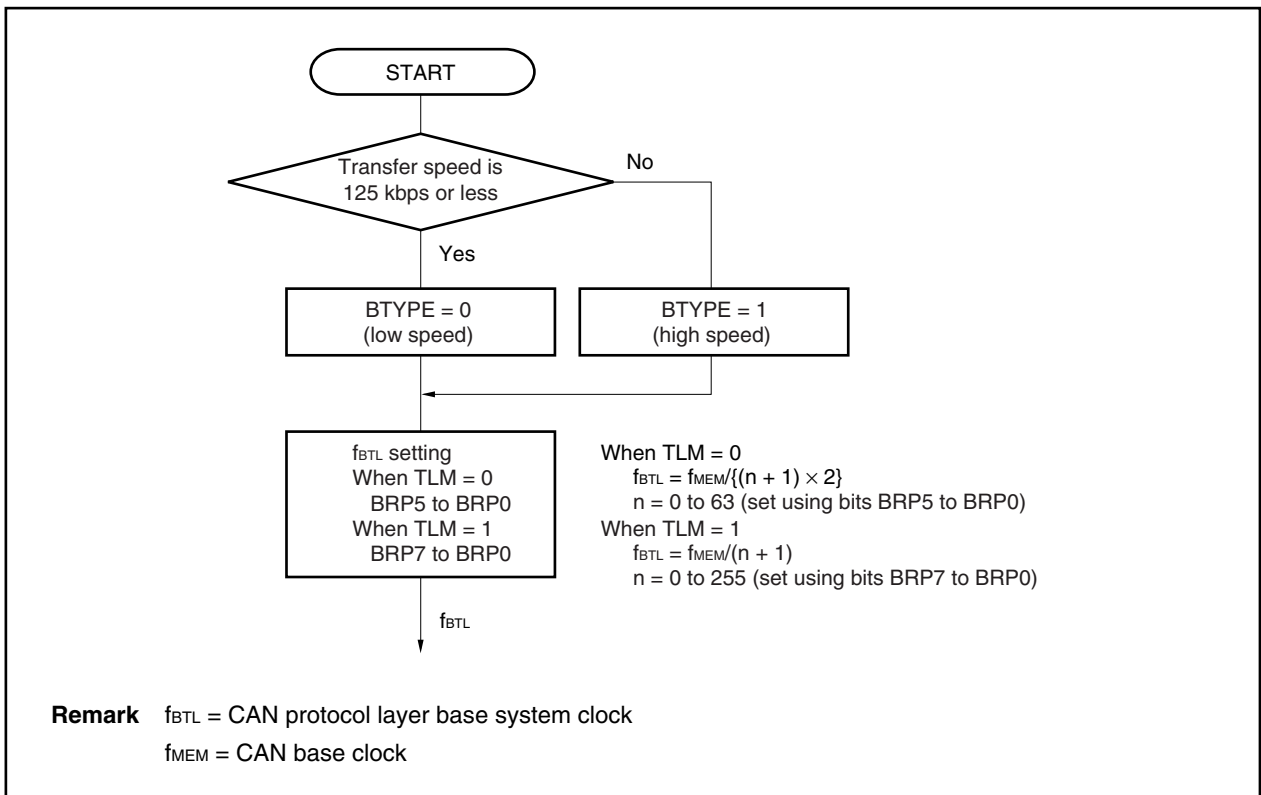 START
Transfer speed is
125 kbps or less
No
Yes
BTYPE = 0
(low speed)
BTYPE = 1
(high speed)
fBTL setting
When TLM = 0
BRP5 to BRP0
When TLM = 1
BRP7 to BRP0
When TLM = 0
fBTL = fMEM/{(n + 1) × 2}
n = 0 to 63 (set using bits BRP5 to BRP0)
When TLM = 1
fBTL = fMEM/(n + 1)
n = 0 to 255 (set using bits BRP7 to BRP0)
fBTL
Remark fBTL = CAN protocol layer base system clock
fMEM = CAN base clock